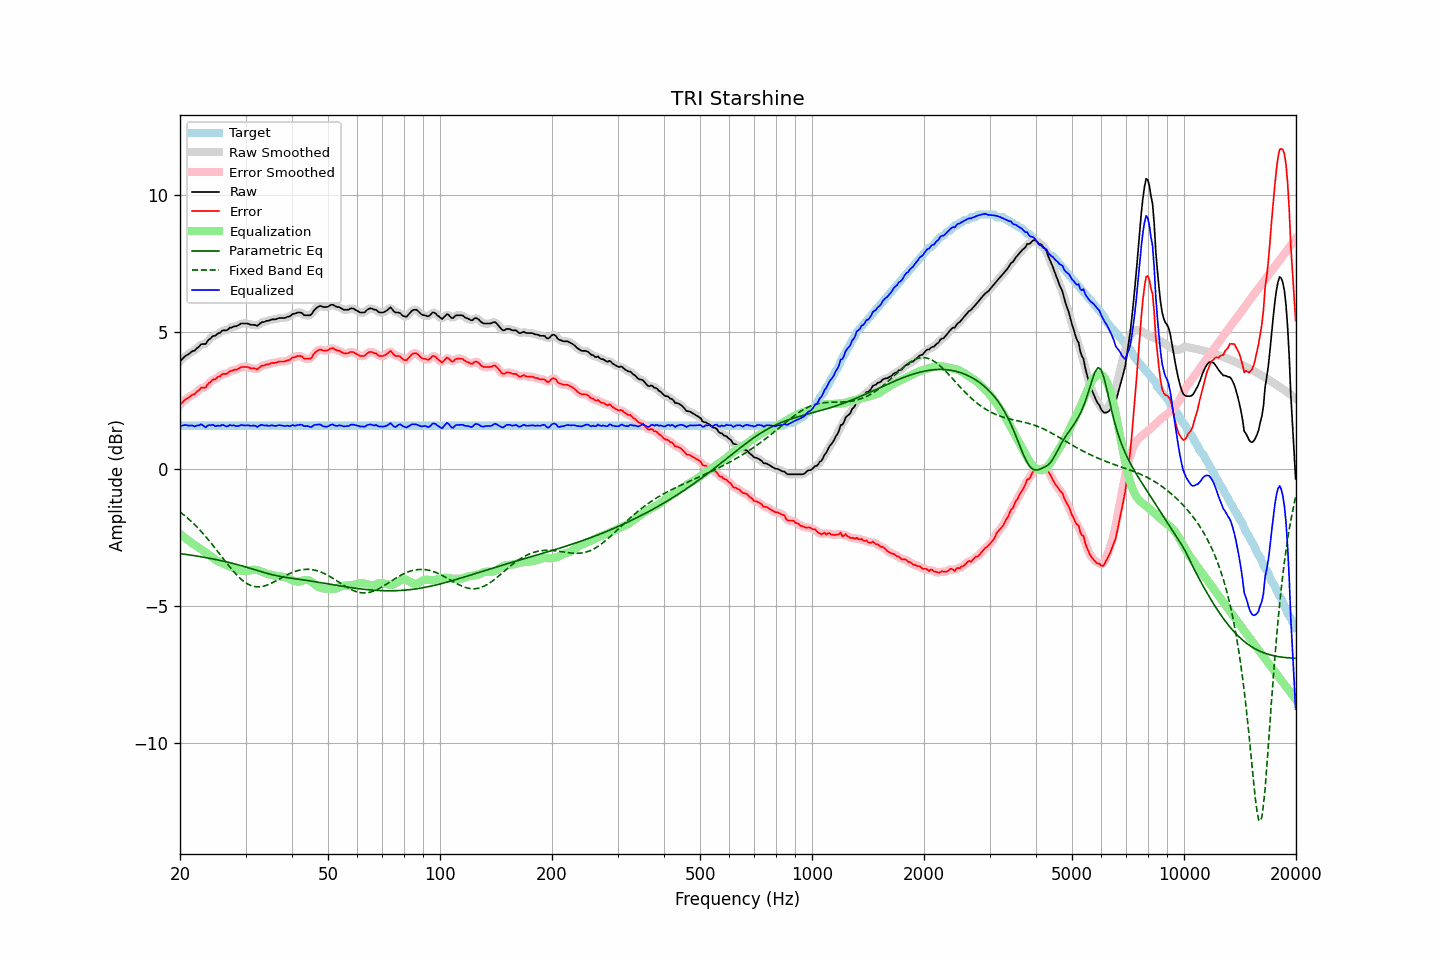 TRI Starshine
Target
Raw Smoothed
Error Smoothed
Raw
Error
Equalization
Parametric Eq
Fixed Band Eq
Equalized
Amplitude (dBr)
10
5
0
−5
−10
20
50
100
200
500
1000
2000
5000
10000
20000
Frequency (Hz)